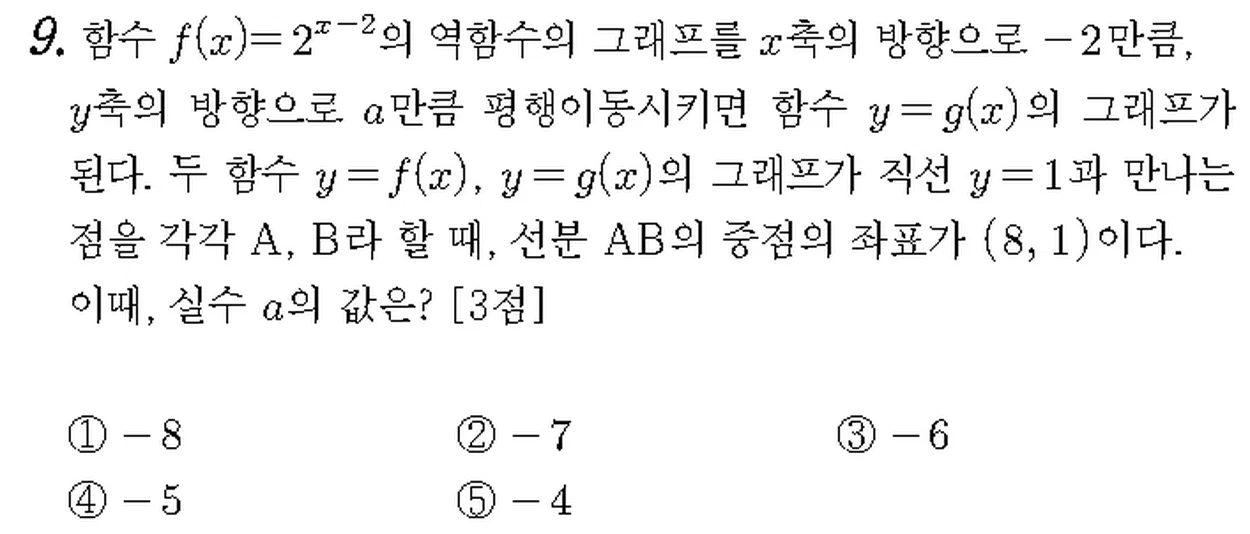 9. 함수 f(x)=2^{x-2}의 역함수의 그래프를 x축의 방향으로 -2만큼,
y축의 방향으로 a만큼 평행이동시키면 함수 y=g(x)의 그래프가
된다. 두 함수 y=f(x), y=g(x)의 그래프가 직선 y=1과 만나는
점을 각각 A, B라 할 때, 선분 AB의 중점의 좌표가 (8, 1)이다.
이때, 실수 a의 값은? [3점]
① -8 ② -7 ③ -6
④ -5 ⑤ -4